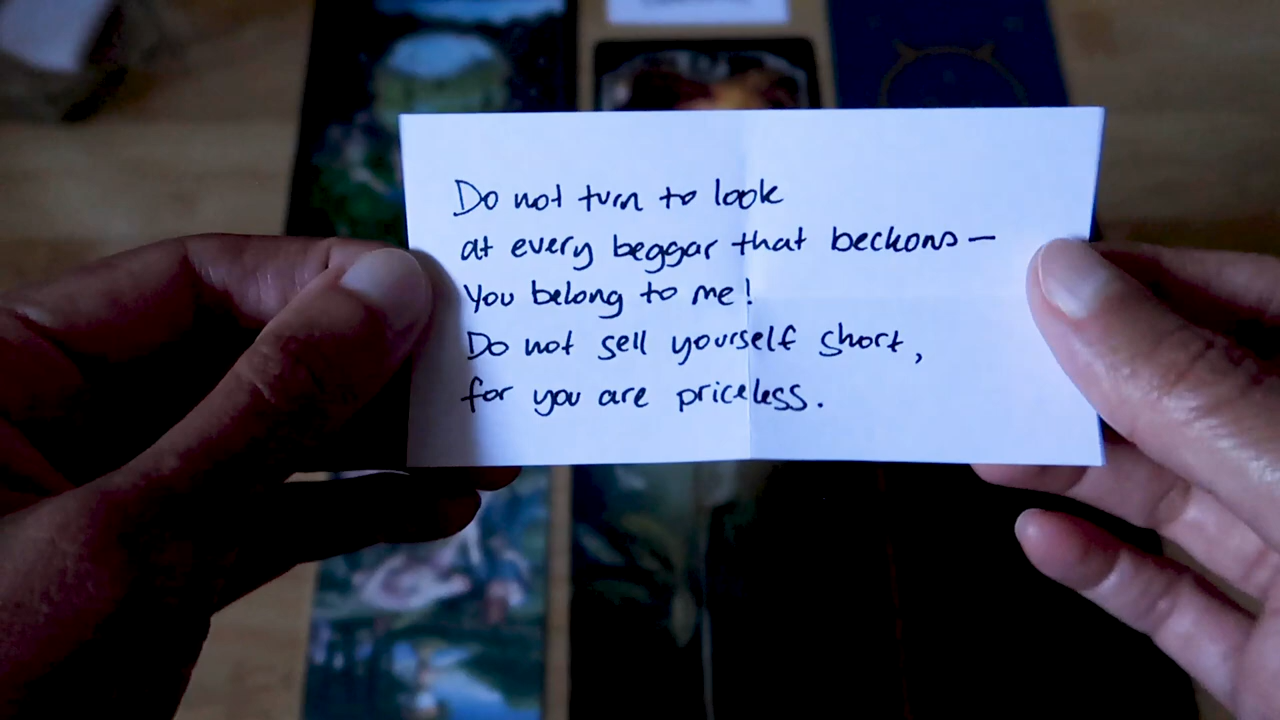 Do not turn to look
at every beggar that beckons –
You belong to me!
Do not sell yourself short,
for you are priceless.